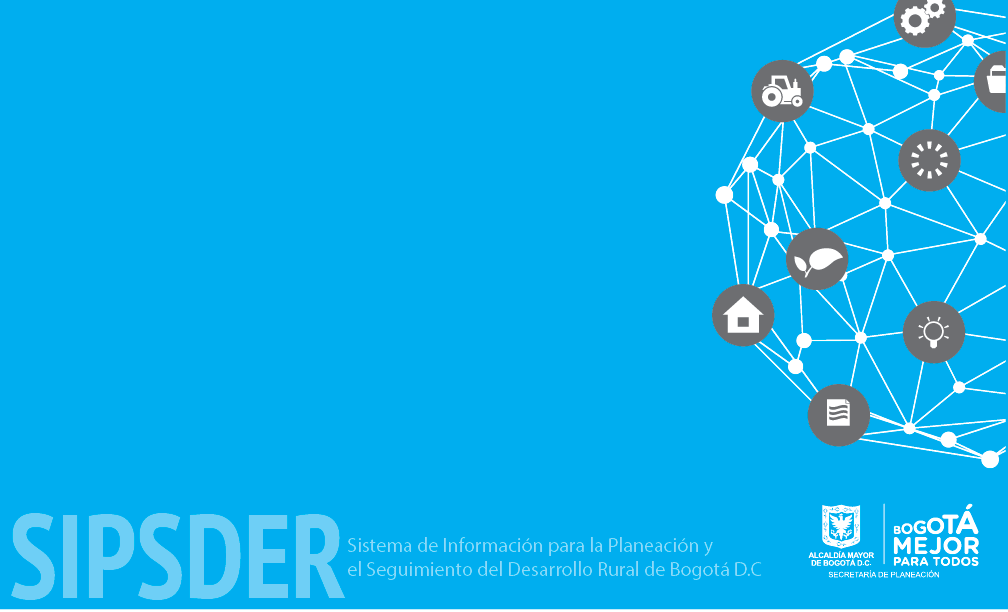 SIPSDER
Sistema de Información para la Planeación y
el Seguimiento del Desarrollo Rural de Bogotá D.C
ALCALDÍA MAYOR
DE BOGOTÁ D.C.
SECRETARÍA DE PLANEACIÓN
BOGOTÁ
MEJOR
PARA TODOS